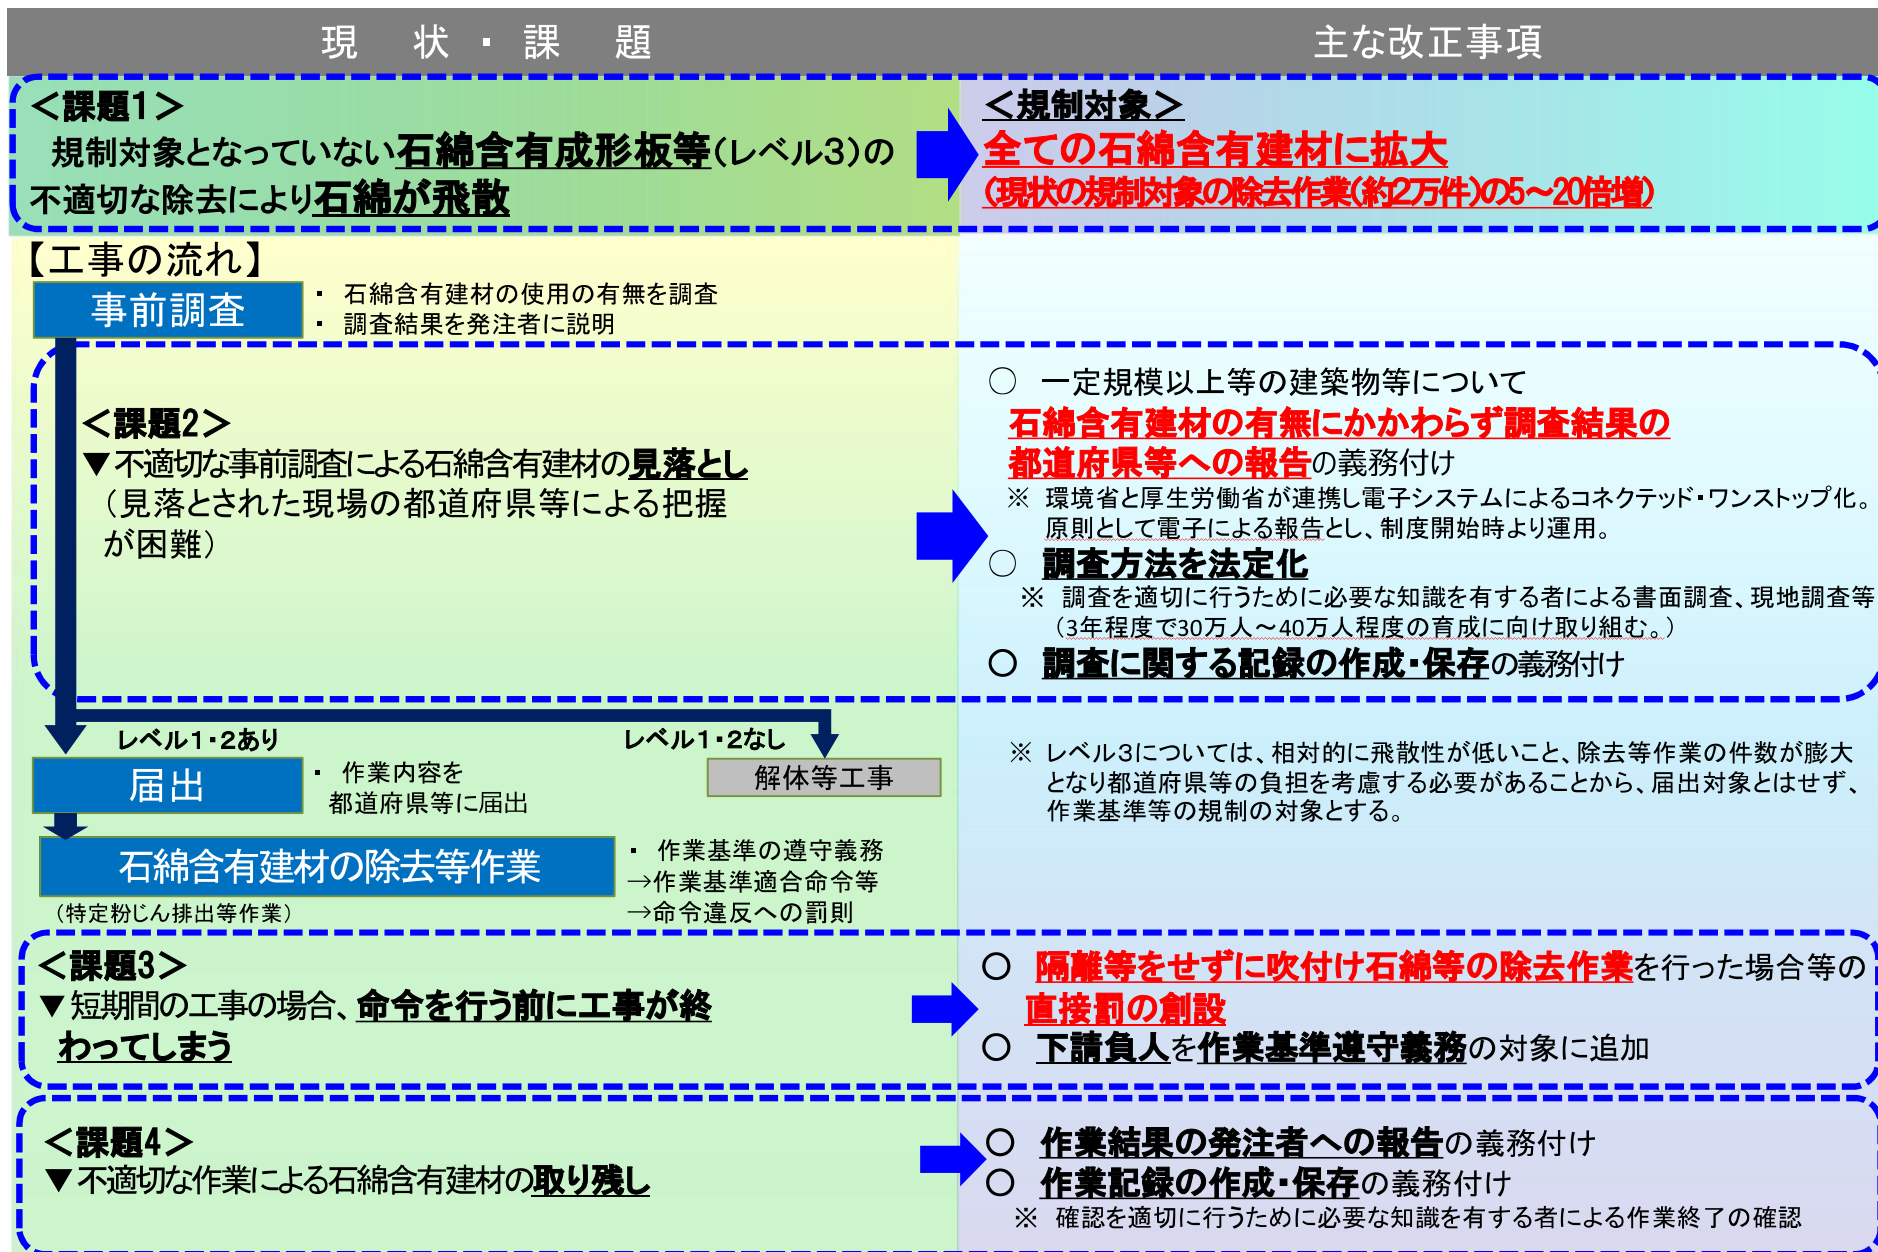 現　状・課　題
主な改正事項
＜課題1＞
規制対象となっていない石綿含有成形板等(レベル3)の
不適切な除去により石綿が飛散
＜規制対象＞
全ての石綿含有建材に拡大
(現状の規制対象の除去作業(約2万件)の5～20倍増)
【工事の流れ】
事前調査
・ 石綿含有建材の使用の有無を調査
・ 調査結果を発注者に説明
＜課題2＞
▼不適切な事前調査による石綿含有建材の見落とし
（見落とされた現場の都道府県等による把握
が困難）
○ 一定規模以上等の建築物等について
石綿含有建材の有無にかかわらず調査結果の
都道府県等への報告の義務付け
※ 環境省と厚生労働省が連携し電子システムによるコネクテッド・ワンストップ化。
原則として電子による報告とし、制度開始時より運用。
○ 調査方法を法定化
※ 調査を適切に行うために必要な知識を有する者による書面調査、現地調査等
（3年程度で30万人～40万人程度の育成に向け取り組む。）
○ 調査に関する記録の作成・保存の義務付け
レベル1・2あり
レベル1・2なし
届出
・ 作業内容を
都道府県等に届出
解体等工事
※ レベル3については、相対的に飛散性が低いこと、除去等作業の件数が膨大
となり都道府県等の負担を考慮する必要があることから、届出対象とはせず、
作業基準等の規制の対象とする。
石綿含有建材の除去等作業
（特定粉じん排出等作業）
・ 作業基準の遵守義務
→作業基準適合命令等
→命令違反への罰則
＜課題3＞
▼短期間の工事の場合、命令を行う前に工事が終
わってしまう
○ 隔離等をせずに吹付け石綿等の除去作業を行った場合等の
直接罰の創設
○ 下請負人を作業基準遵守義務の対象に追加
＜課題4＞
▼不適切な作業による石綿含有建材の取り残し
○ 作業結果の発注者への報告の義務付け
○ 作業記録の作成・保存の義務付け
※ 確認を適切に行うために必要な知識を有する者による作業終了の確認